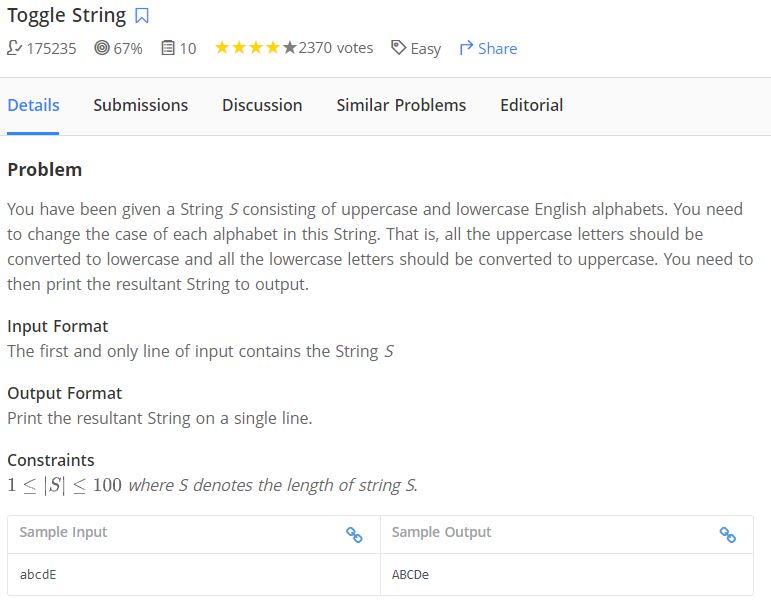 Toggle String
175235 67% 10 2370 votes Easy Share
Details Submissions Discussion Similar Problems Editorial
Problem
You have been given a String S consisting of uppercase and lowercase English alphabets. You need
to change the case of each alphabet in this String. That is, all the uppercase letters should be
converted to lowercase and all the lowercase letters should be converted to uppercase. You need to
then print the resultant String to output.
Input Format
The first and only line of input contains the String S
Output Format
Print the resultant String on a single line.
Constraints
1 ≤ |S| ≤ 100 where S denotes the length of string S.
Sample Input Sample Output
abcdE ABCDe